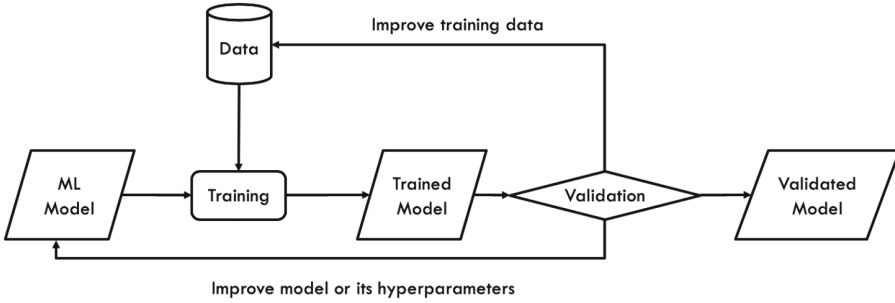 Improve training data
Data
ML
Model
Training
Trained
Model
Validation
Validated
Model
Improve model or its hyperparameters